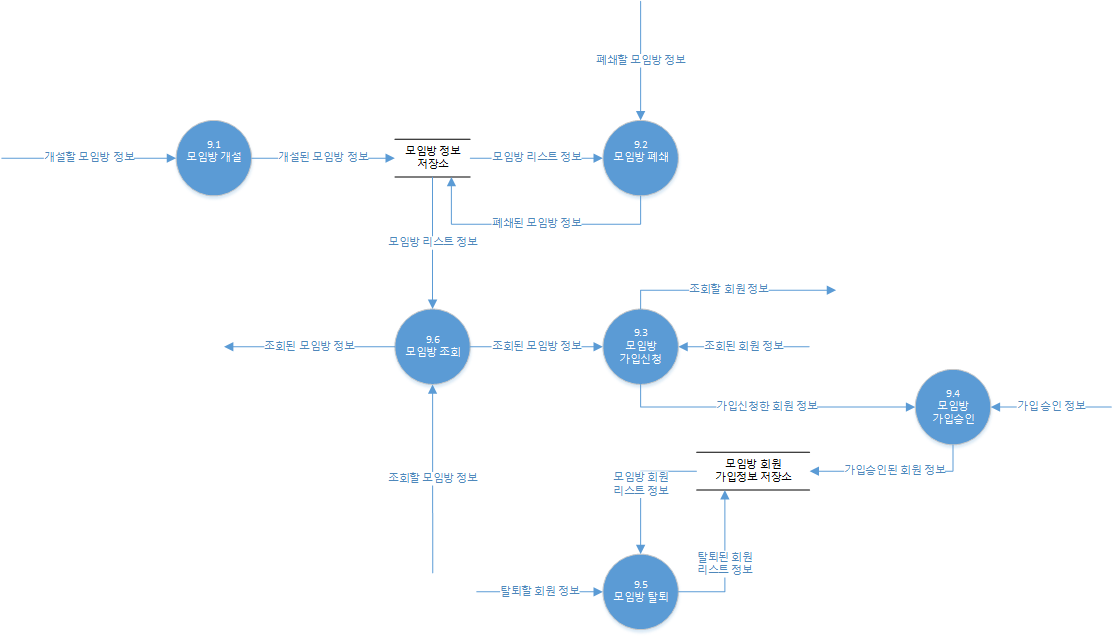 폐쇄할 모임방 정보
9.1
모임방 개설
개설할 모임방 정보
개설된 모임방 정보
모임방 정보
저장소
모임방 리스트 정보
9.2
모임방 폐쇄
폐쇄된 모임방 정보
모임방 리스트 정보
조회할 회원 정보
조회된 모임방 정보
9.6
모임방 조회
조회된 모임방 정보
9.3
모임방
가입신청
조회된 회원 정보
가입신청한 회원 정보
9.4
모임방
가입승인
가입승인 정보
조회할 모임방 정보
모임방 회원
리스트 정보
모임방 회원
가입정보 저장소
가입승인된 회원 정보
탈퇴된 회원
리스트 정보
탈퇴할 회원 정보
9.5
모임방 탈퇴